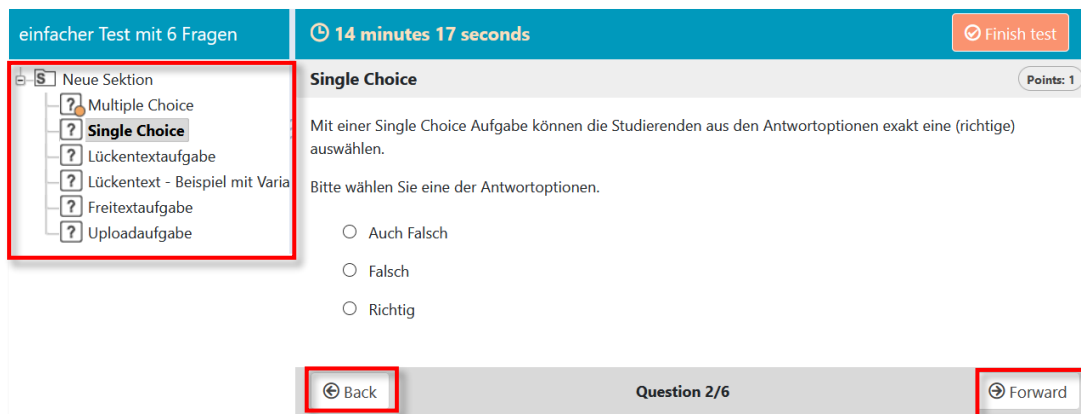 einfacher Test mit 6 Fragen
14 minutes 17 seconds
Finish test
S Neue Sektion
? Multiple Choice
? Single Choice
? Lückentextaufgabe
? Lückentext - Beispiel mit Varia
? Freitextaufgabe
? Uploadaufgabe
Single Choice
Points: 1
Mit einer Single Choice Aufgabe können die Studierenden aus den Antwortoptionen exakt eine (richtige)
auswählen.
Bitte wählen Sie eine der Antwortoptionen.
Auch Falsch
Falsch
Richtig
Back
Question 2/6
Forward